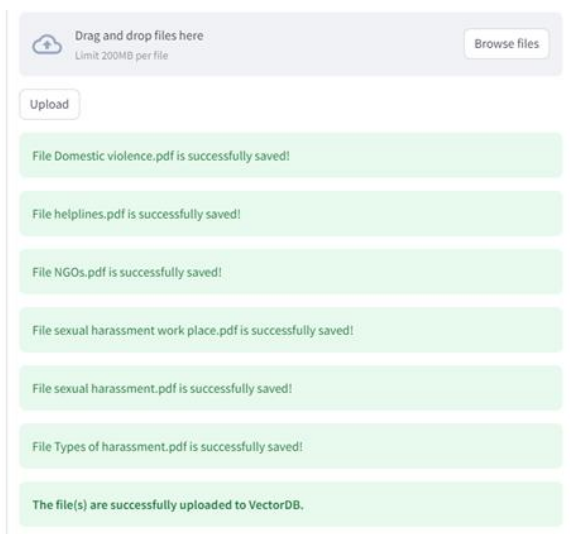 Drag and drop files here
Limit 200MB per file
Browse files
Upload
File Domestic violence.pdf is successfully saved!
File helplines.pdf is successfully saved!
File NGOs.pdf is successfully saved!
File sexual harassment work place.pdf is successfully saved!
File sexual harassment.pdf is successfully saved!
File Types of harassment.pdf is successfully saved!
The file(s) are successfully uploaded to VectorDB.